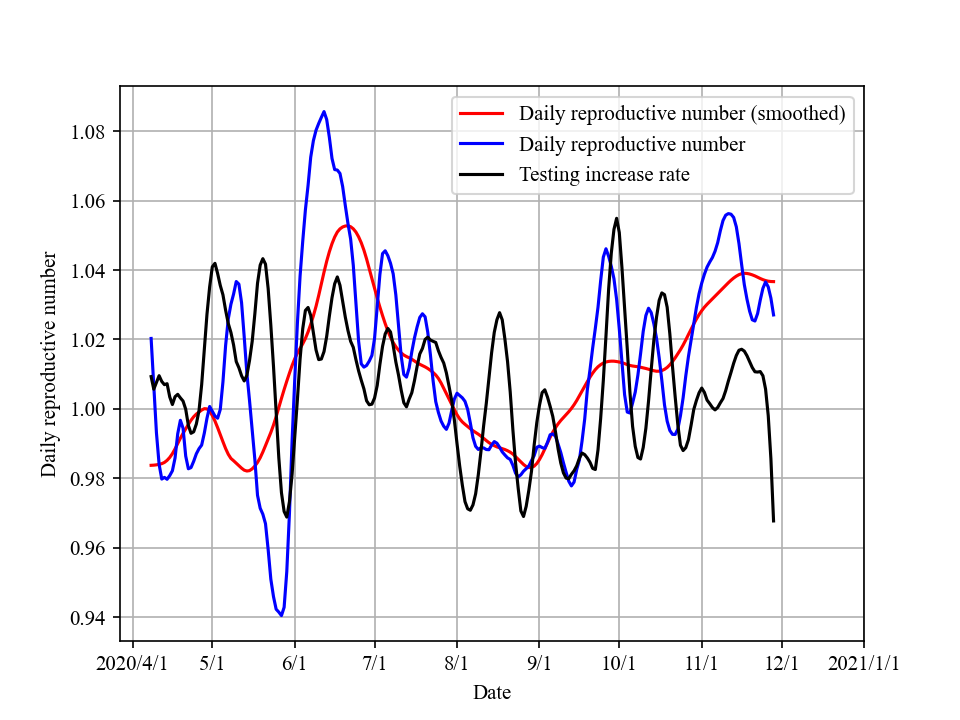 Daily reproductive number (smoothed)
Daily reproductive number
Testing increase rate
Daily reproductive number
1.08
1.06
1.04
1.02
1.00
0.98
0.96
0.94
2020/4/1 5/1 6/1 7/1 8/1 9/1 10/1 11/1 12/1 2021/1/1
Date